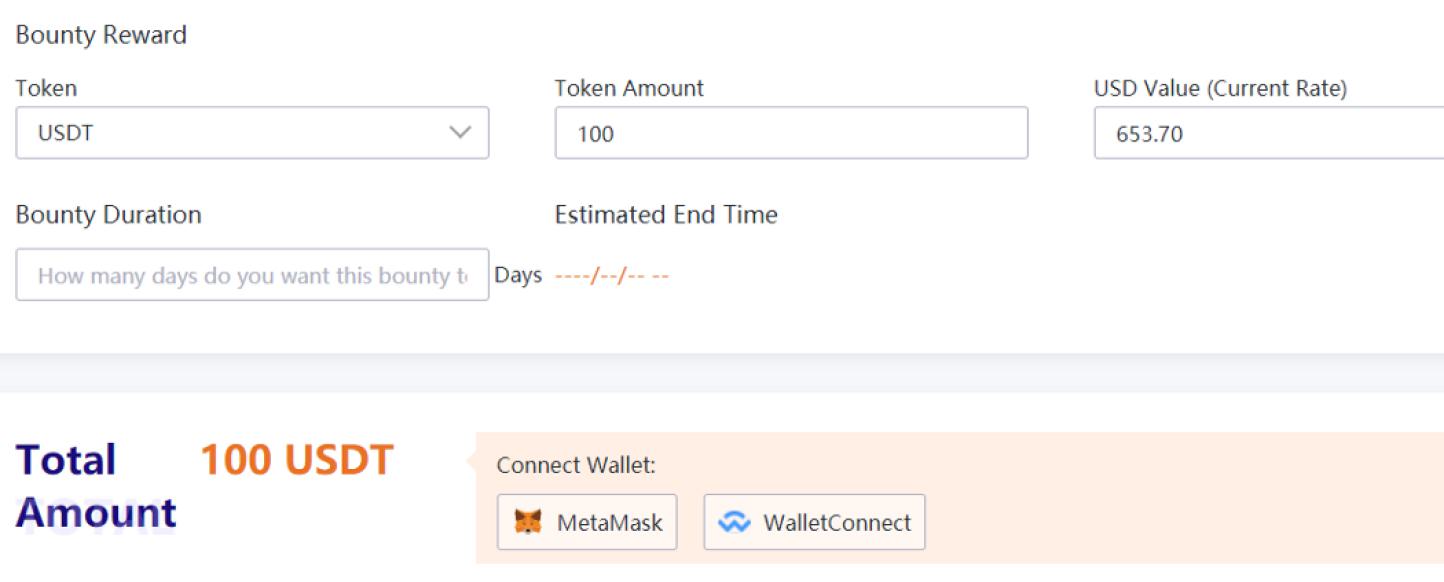 Bounty Reward
Token
Token Amount
USD Value (Current Rate)
USDT
100
653.70
Bounty Duration
Estimated End Time
How many days do you want this bounty
Days
----/--/-- --
Total
Amount
100 USDT
Connect Wallet:
MetaMask
WalletConnect